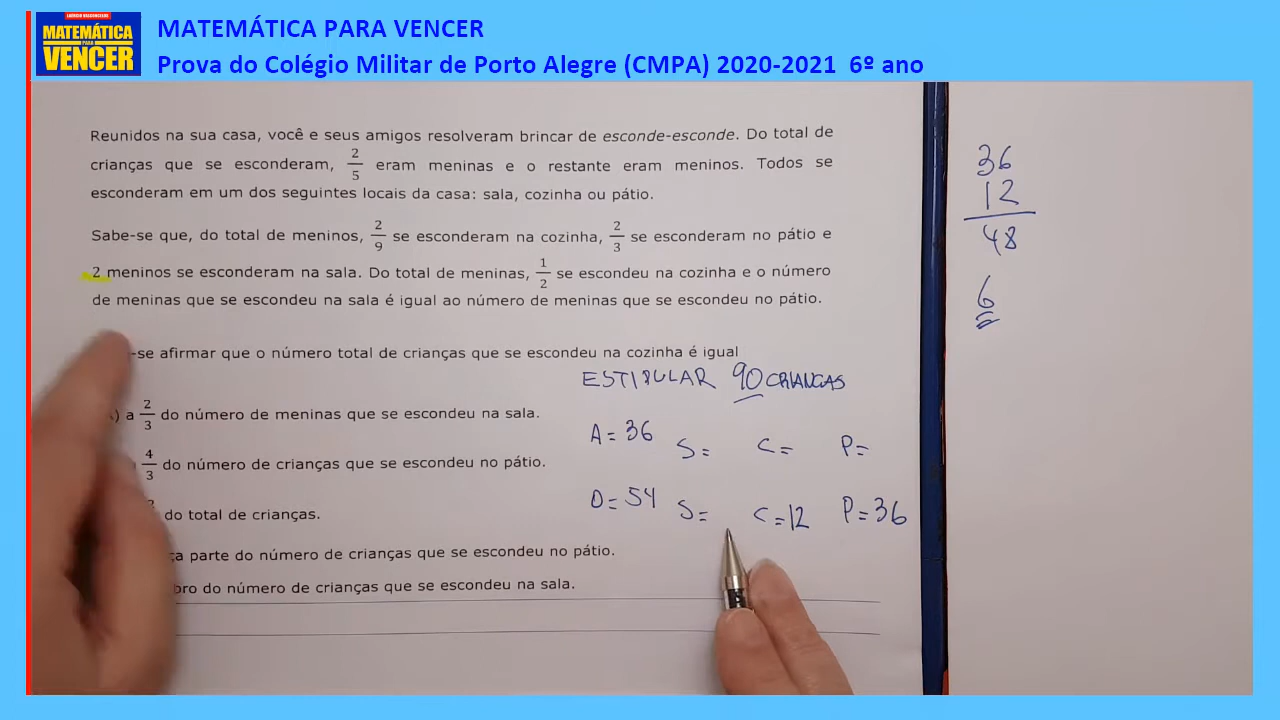 LAÉRCIO VASCONCELOS
MATEMÁTICA
PARA
VENCER
MATEMÁTICA PARA VENCER
Prova do Colégio Militar de Porto Alegre (CMPA) 2020-2021 6º ano
Reunidos na sua casa, você e seus amigos resolveram brincar de esconde-esconde. Do total de
crianças que se esconderam, 2/5 eram meninas e o restante eram meninos. Todos se
esconderam em um dos seguintes locais da casa: sala, cozinha ou pátio.
Sabe-se que, do total de meninos, 2/9 se esconderam na cozinha, 2/3 se esconderam no pátio e
2 meninos se esconderam na sala. Do total de meninas, 1/2 se escondeu na cozinha e o número
de meninas que se escondeu na sala é igual ao número de meninas que se escondeu no pátio.
-se afirmar que o número total de crianças que se escondeu na cozinha é igual
) a 2/3 do número de meninas que se escondeu na sala.
4/3 do número de crianças que se escondeu no pátio.
do total de crianças.
ça parte do número de crianças que se escondeu no pátio.
bro do número de crianças que se escondeu na sala.
ESTIPULAR 90 CRIANCAS
A = 36 S = C = P =
O = 54 S = C = 12 P = 36
36
12
48
6